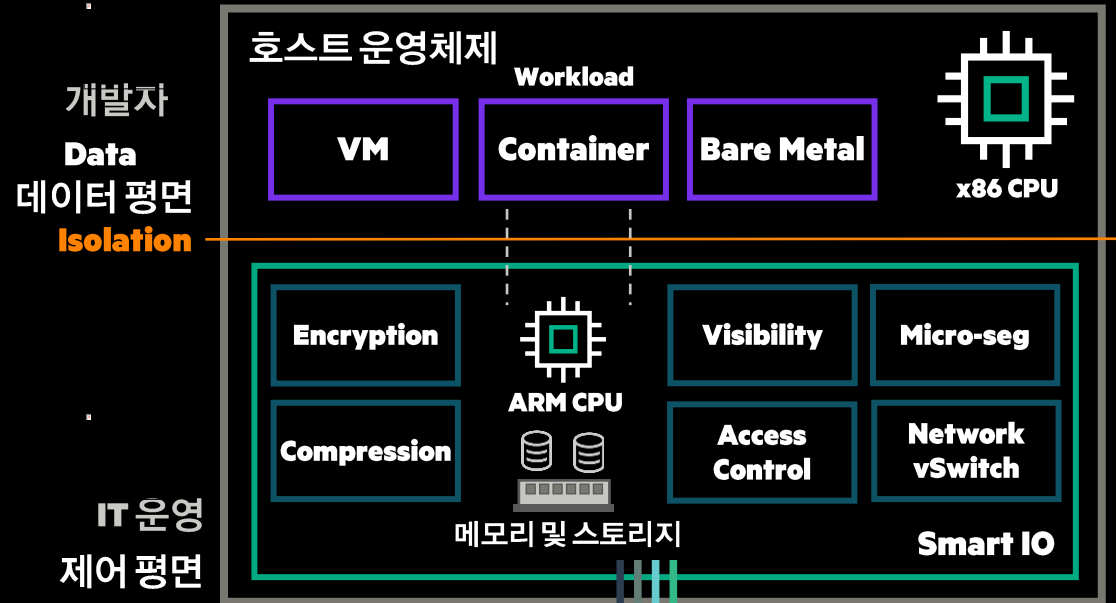 호스트 운영체제
Workload
개발자
VM
Container
Bare Metal
Data
데이터 평면
x86 CPU
Isolation
Encryption
Visibility
Micro-seg
ARM CPU
Compression
Access
Control
Network
vSwitch
IT 운영
메모리 및 스토리지
Smart IO
제어 평면